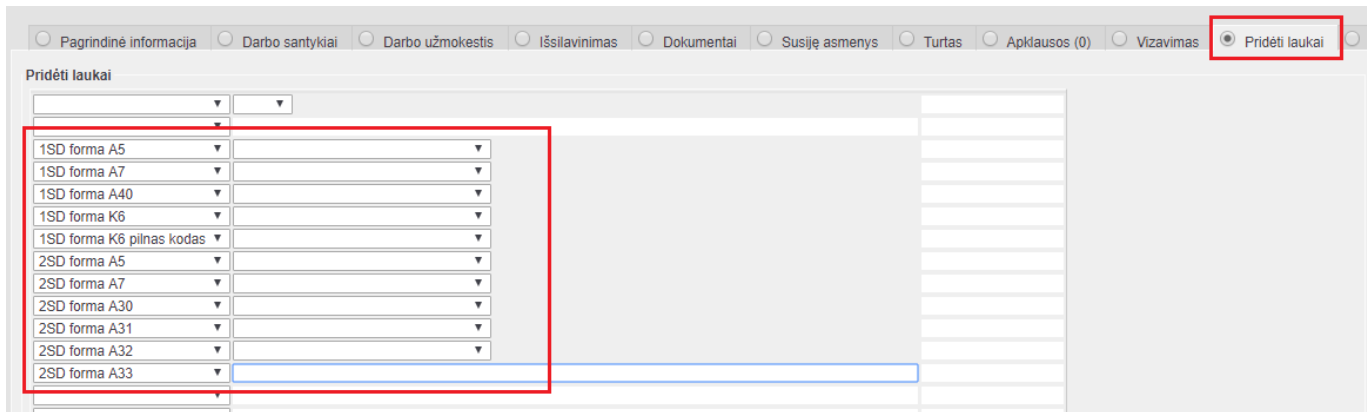 Pagrindinė informacija Darbo santykiai Darbo užmokestis Išsilavinimas Dokumentai Susiję asmenys Turtas Apklausos (0) Vizavimas Pridėti laukai
Pridėti laukai
1SD forma A5
1SD forma A7
1SD forma A40
1SD forma K6
1SD forma K6 pilnas kodas
2SD forma A5
2SD forma A7
2SD forma A30
2SD forma A31
2SD forma A32
2SD forma A33